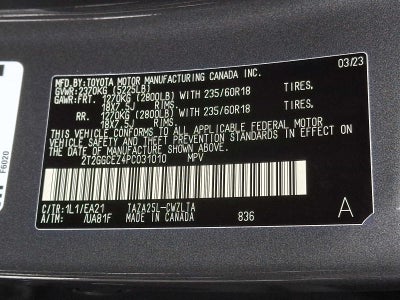 MFD.BY:TOYOTA MOTOR MANUFACTURING CANADA INC. 03/23
GVWR:2370KG (5225LB)
GAWR:FRT. 1270KG (2800LB) WITH 235/60R18 TIRES,
18X7.5J RIMS.
RR. 1270KG (2800LB) WITH 235/60R18 TIRES,
18X7.5J RIMS.
THIS VEHICLE CONFORMS TO ALL APPLICABLE FEDERAL MOTOR
VEHICLE SAFETY AND THEFT PREVENTION STANDARDS IN EFFECT ON
THE DATE OF MANUFACTURE SHOWN ABOVE.
2T2GGCEZ4PC031010 MPV
C/TR:1L1/EA21 TAZA25L-CWZLTA
A/TM: /UA81F MADE IN CANADA 836 A
F6020